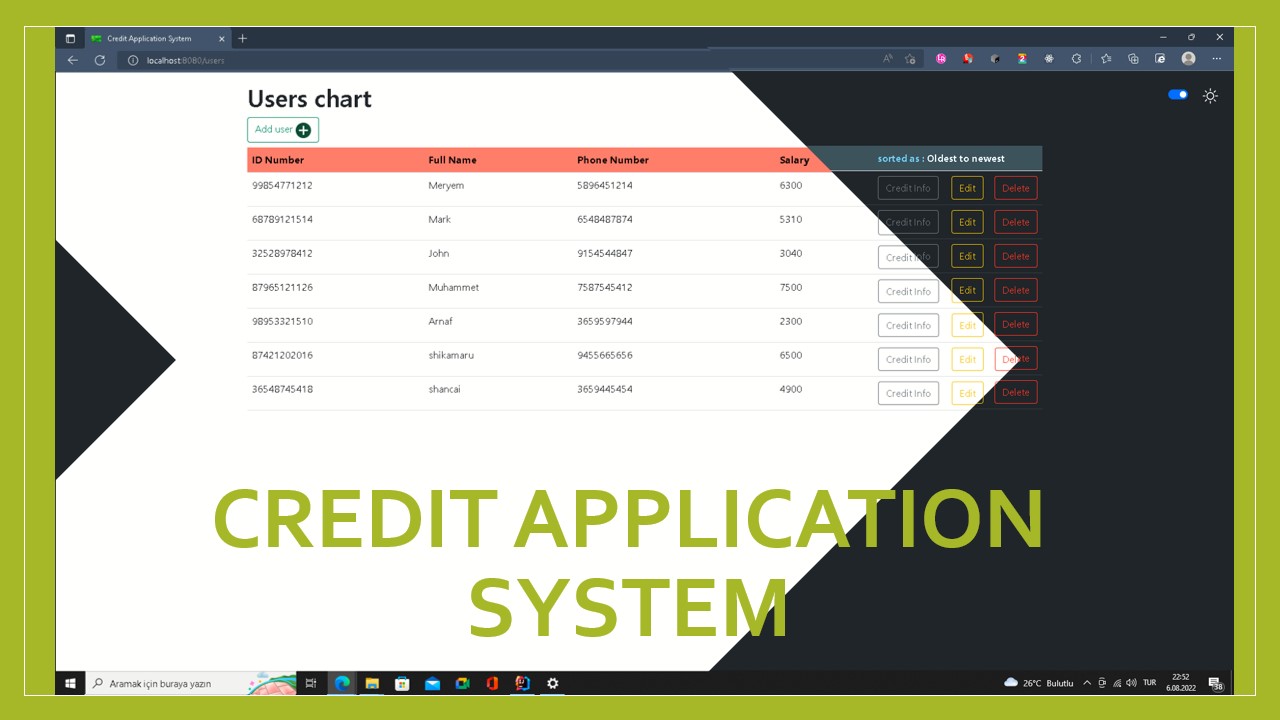 Credit Application System
localhost:8080/users
Users chart
Add user
ID Number Full Name Phone Number Salary sorted as : Oldest to newest
99854771212 Meryem 5896451214 6300 Credit Info Edit Delete
68789121514 Mark 6548487874 5310 Credit Info Edit Delete
32528978412 John 9154544847 3040 Credit Info Edit Delete
87965121126 Muhammet 7587545412 7500 Credit Info Edit Delete
98953321510 Arnaf 3659597944 2300 Credit Info Edit Delete
87421202016 shikamaru 9455665656 6500 Credit Info Edit Delete
36548745418 shancai 3659445454 4900 Credit Info Edit Delete
CREDIT APPLICATION
SYSTEM
Aramak için buraya yazın 26°C Bulutlu TUR 22:52
6.08.2022 38